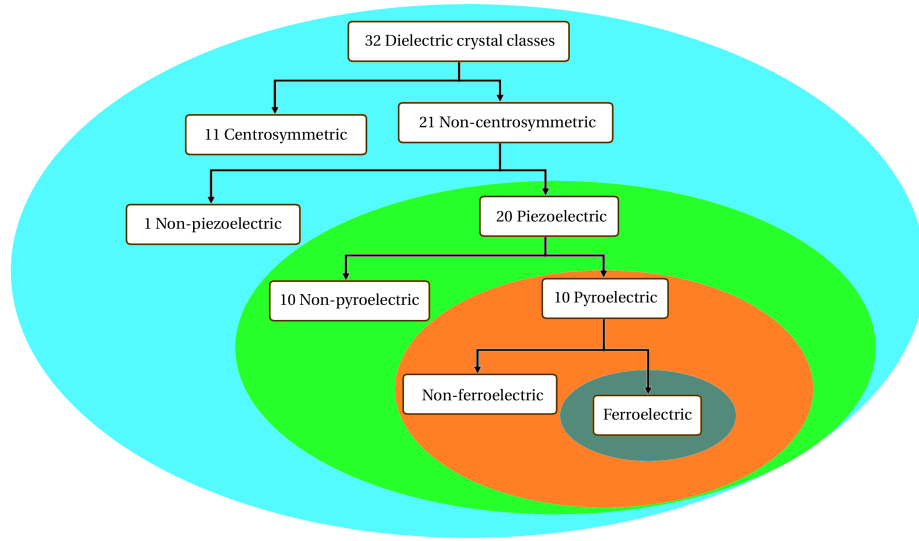 32 Dielectric crystal classes
11 Centrosymmetric
21 Non-centrosymmetric
1 Non-piezoelectric
20 Piezoelectric
10 Non-pyroelectric
10 Pyroelectric
Non-ferroelectric
Ferroelectric